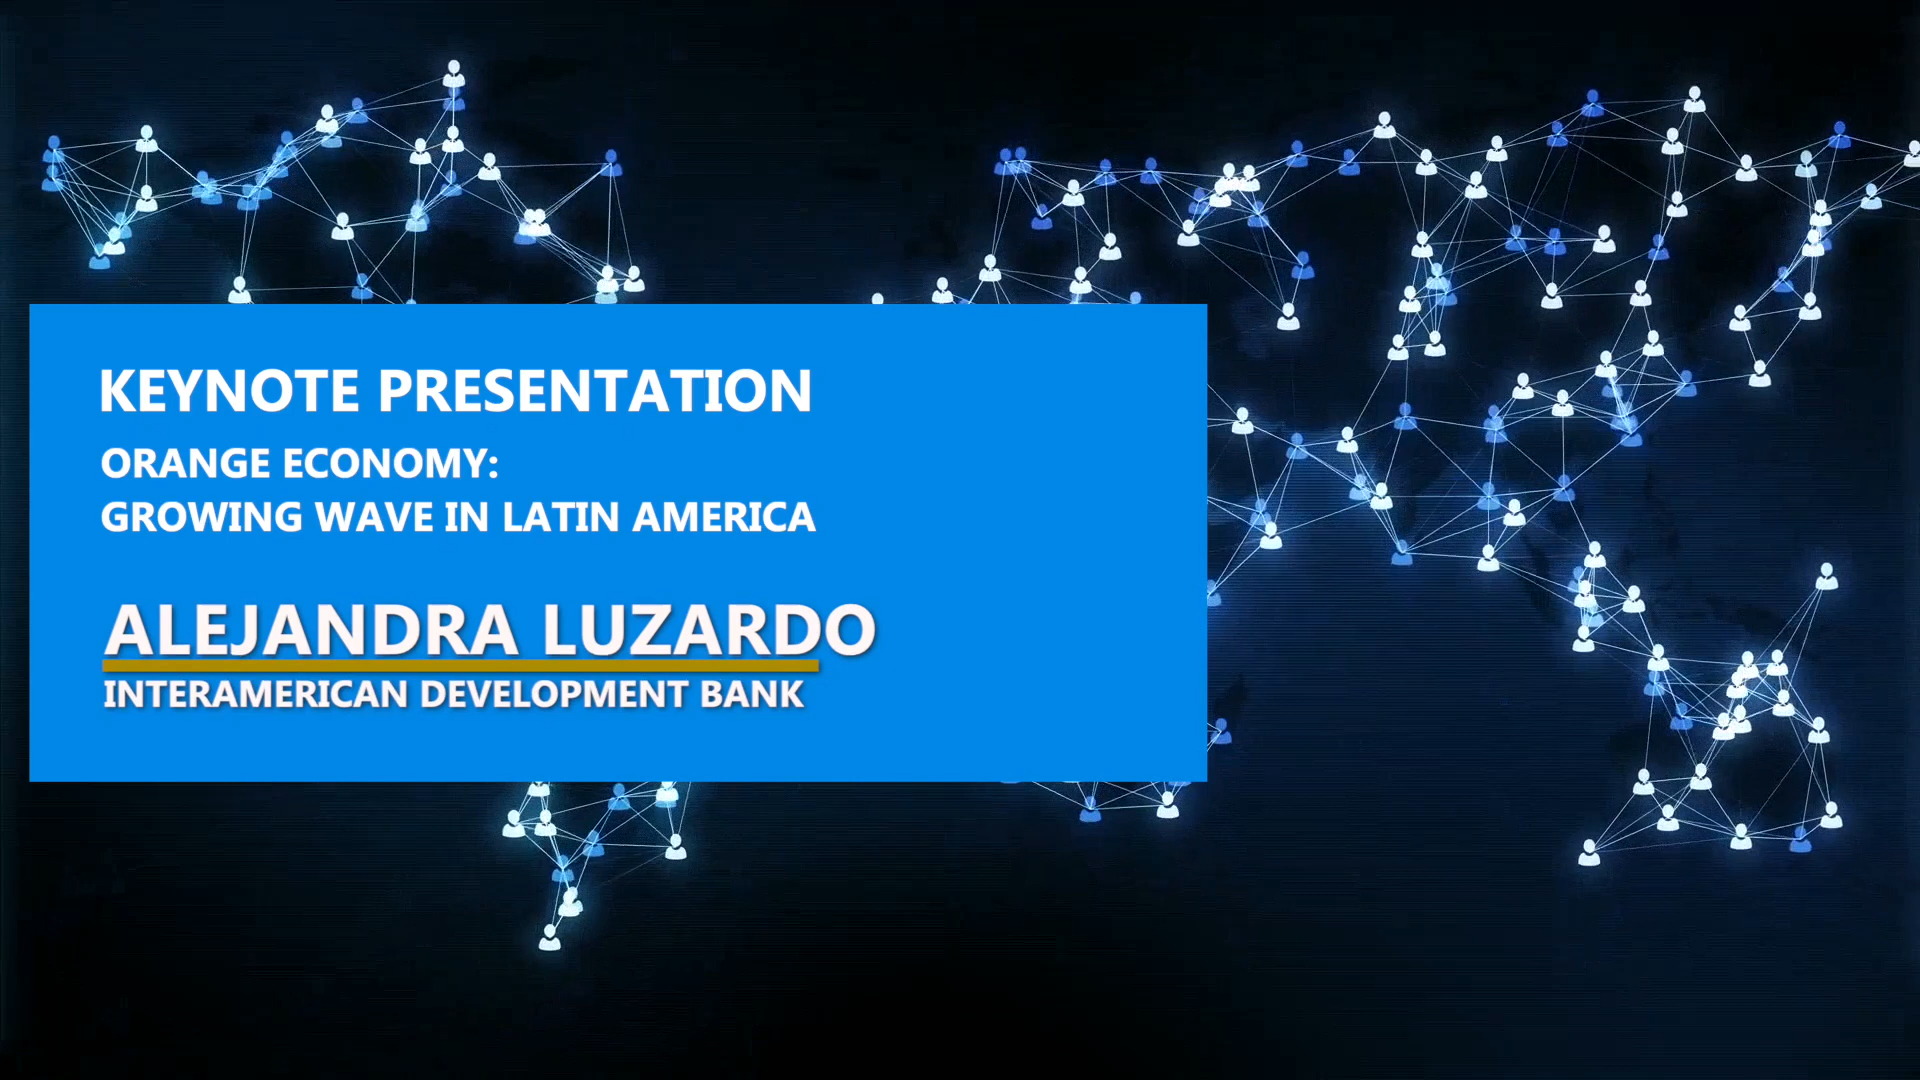 KEYNOTE PRESENTATION
ORANGE ECONOMY:
GROWING WAVE IN LATIN AMERICA
ALEJANDRA LUZARDO
INTERAMERICAN DEVELOPMENT BANK